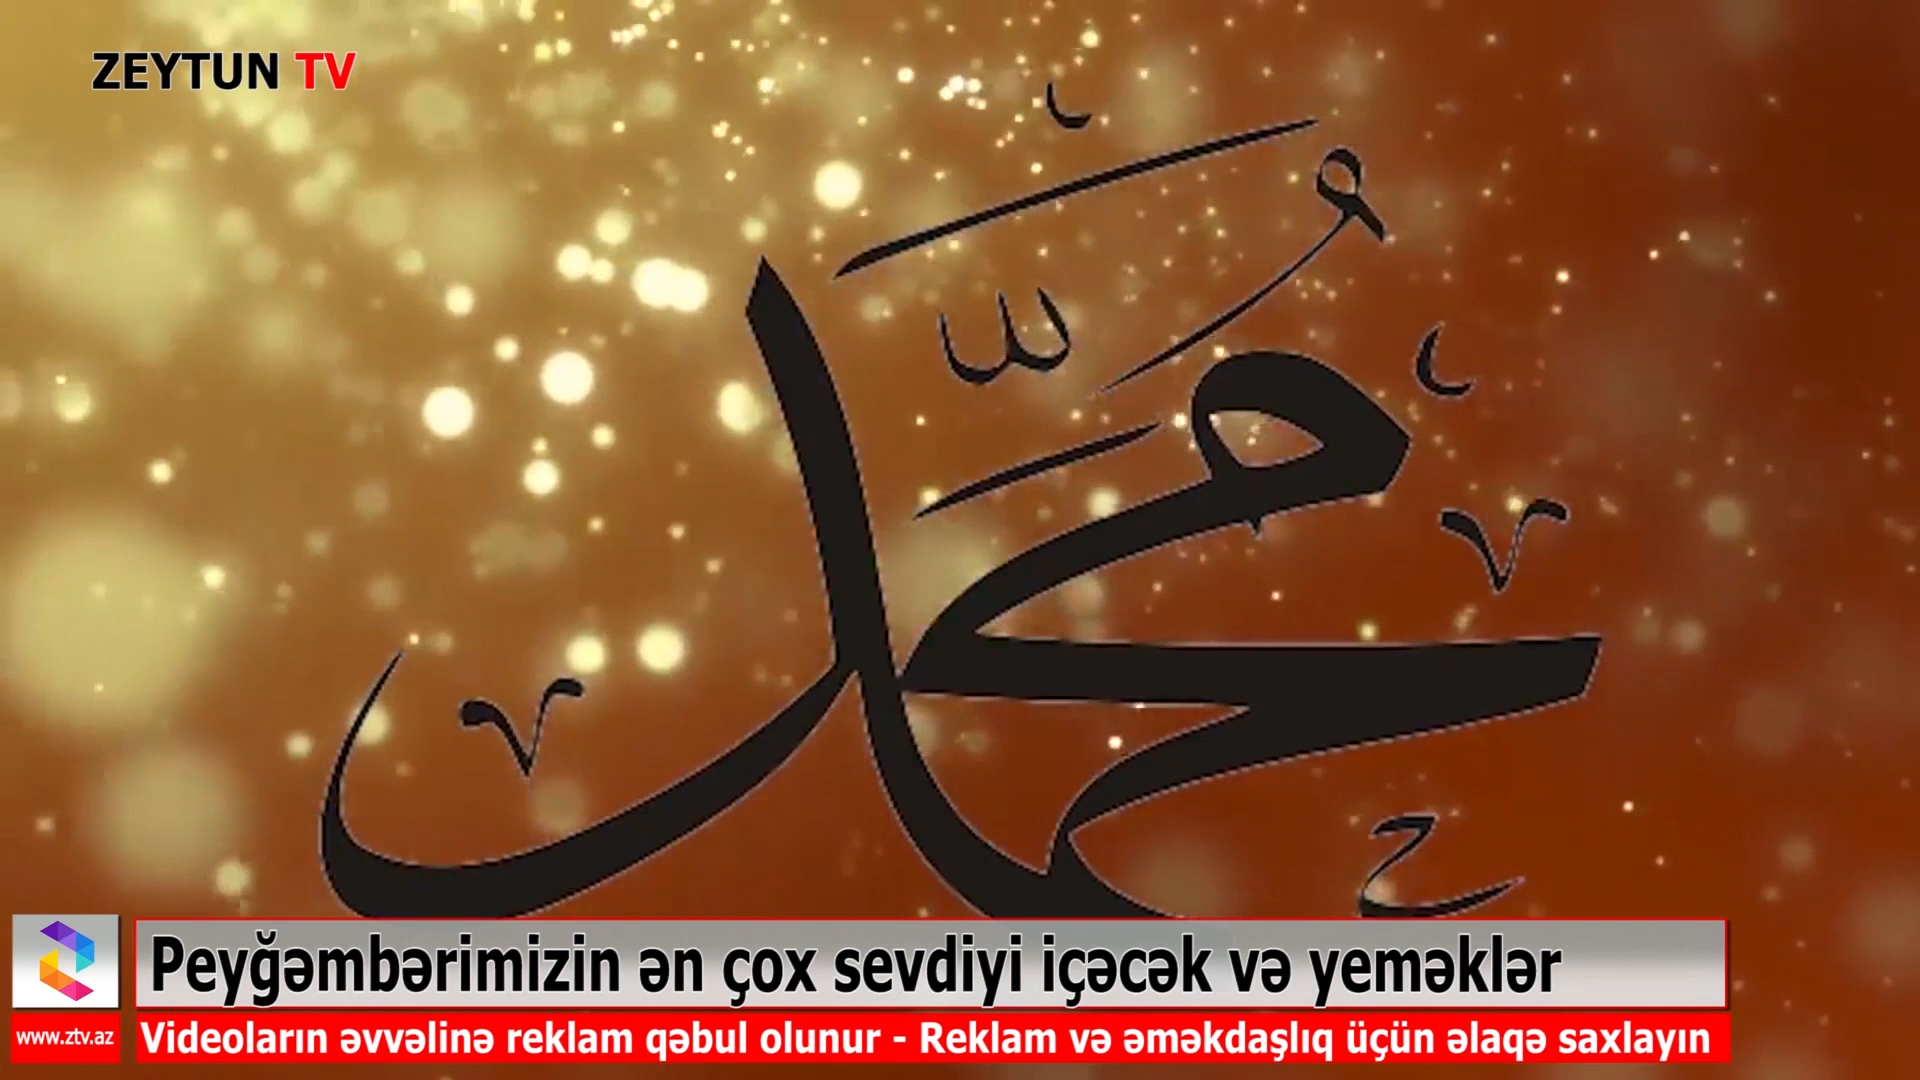 ZEYTUN TV
محمد
Peyğəmbərimizin ən çox sevdiyi içəcək və yeməklər
www.ztv.az
Videoların əvvəlinə reklam qəbul olunur - Reklam və əməkdaşlıq üçün əlaqə saxlayın